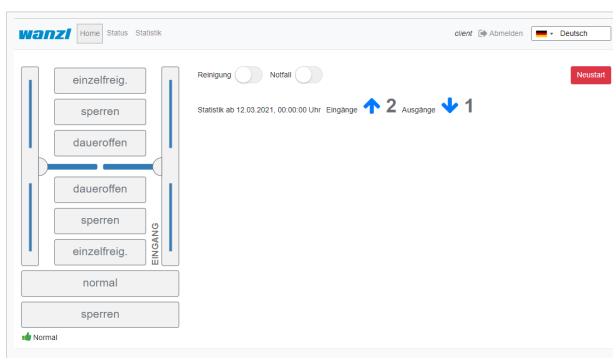 wanzl Home Status Statistik client Abmelden Deutsch
einzelfreig.
sperren
daueroffen
daueroffen
sperren
einzelfreig.
EINGANG
normal
sperren
Normal
Reinigung Notfall Neustart
Statistik ab 12.03.2021, 00:00:00 Uhr Eingänge 2 Ausgänge 1